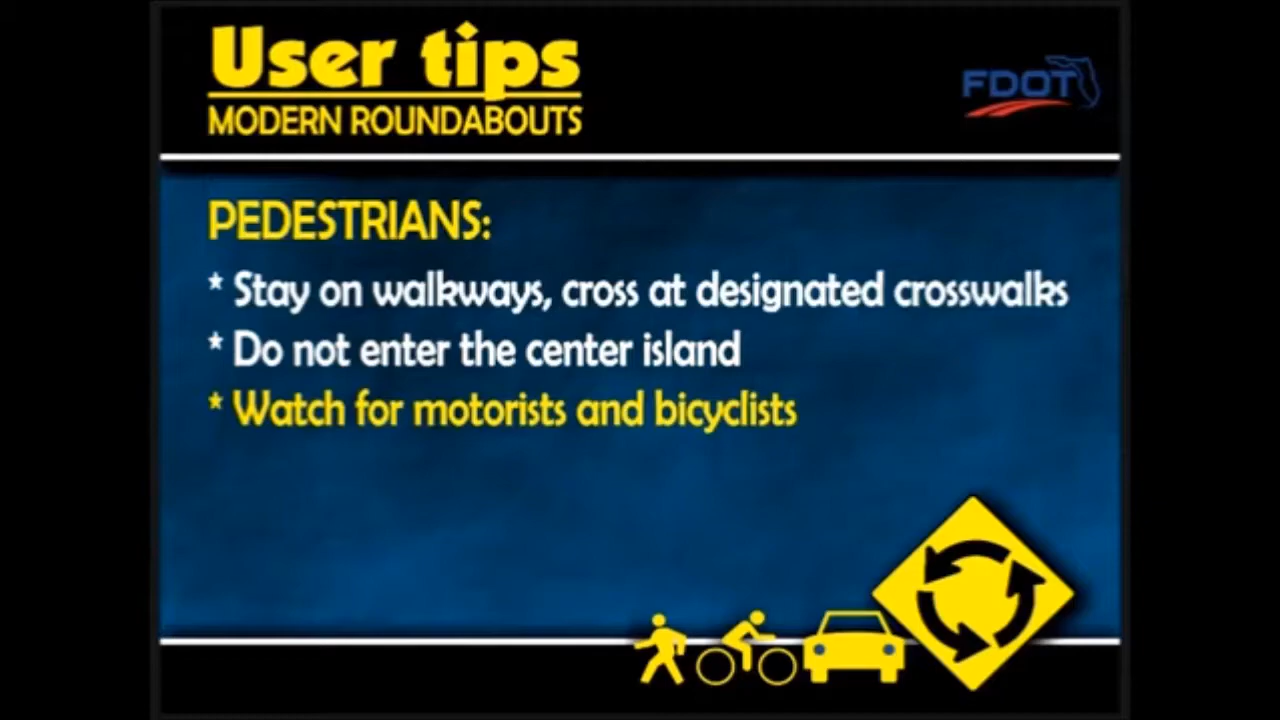 User tips
MODERN ROUNDABOUTS
FDOT
PEDESTRIANS:
* Stay on walkways, cross at designated crosswalks
* Do not enter the center island
* Watch for motorists and bicyclists